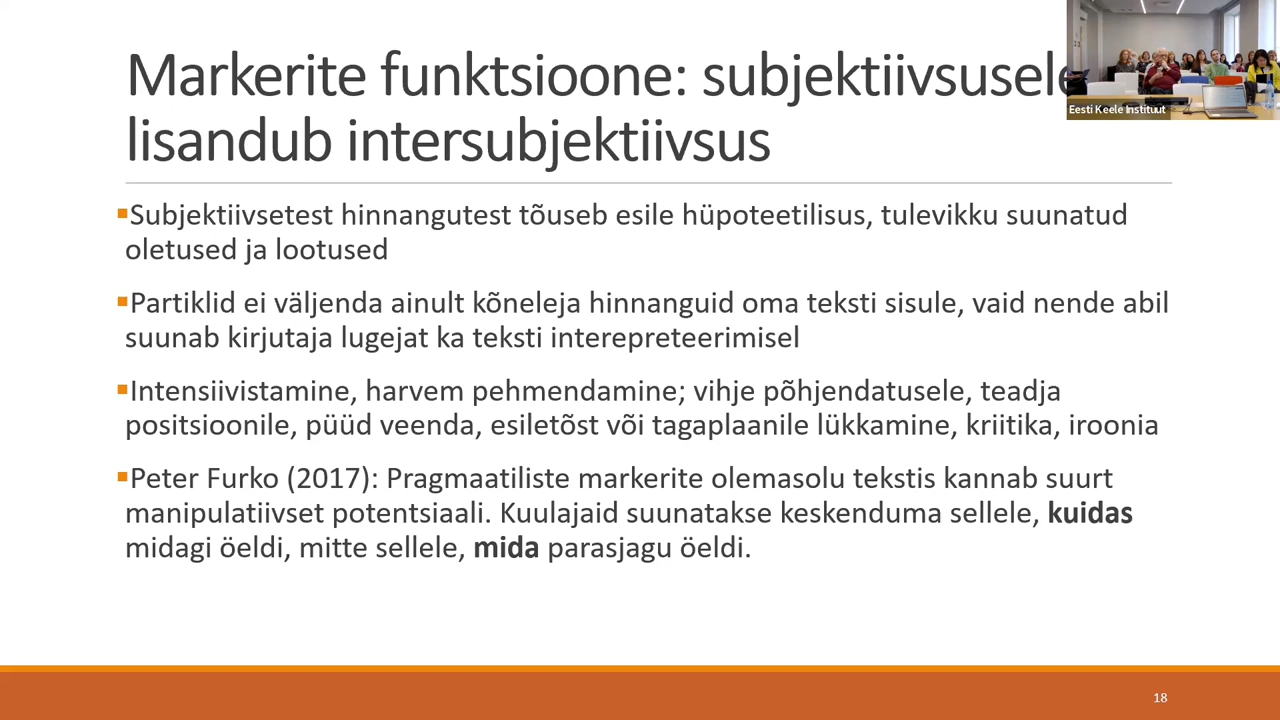 Markerite funktsioone: subjektiivsusele
lisandub intersubjektiivsus
Eesti Keele Instituut
▪Subjektiivsetest hinnangutest tõuseb esile hüpoteetilisus, tulevikku suunatud
oletused ja lootused
▪Partiklid ei väljenda ainult kõneleja hinnanguid oma teksti sisule, vaid nende abil
suunab kirjutaja lugejat ka teksti interepreteerimisel
▪Intensiivistamine, harvem pehmendamine; vihje põhjendatusele, teadja
positsioonile, püüd veenda, esiletõst või tagaplaanile lükkamine, kriitika, iroonia
▪Peter Furko (2017): Pragmaatiliste markerite olemasolu tekstis kannab suurt
manipulatiivset potentsiaali. Kuulajaid suunatakse keskenduma sellele, kuidas
midagi öeldi, mitte sellele, mida parasjagu öeldi.
18